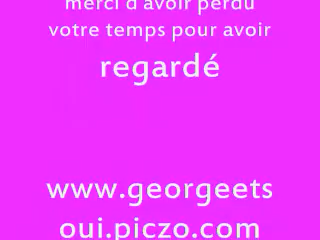 merci d'avoir perdu
votre temps pour avoir
regardé
www.georgeets
oui.piczo.com